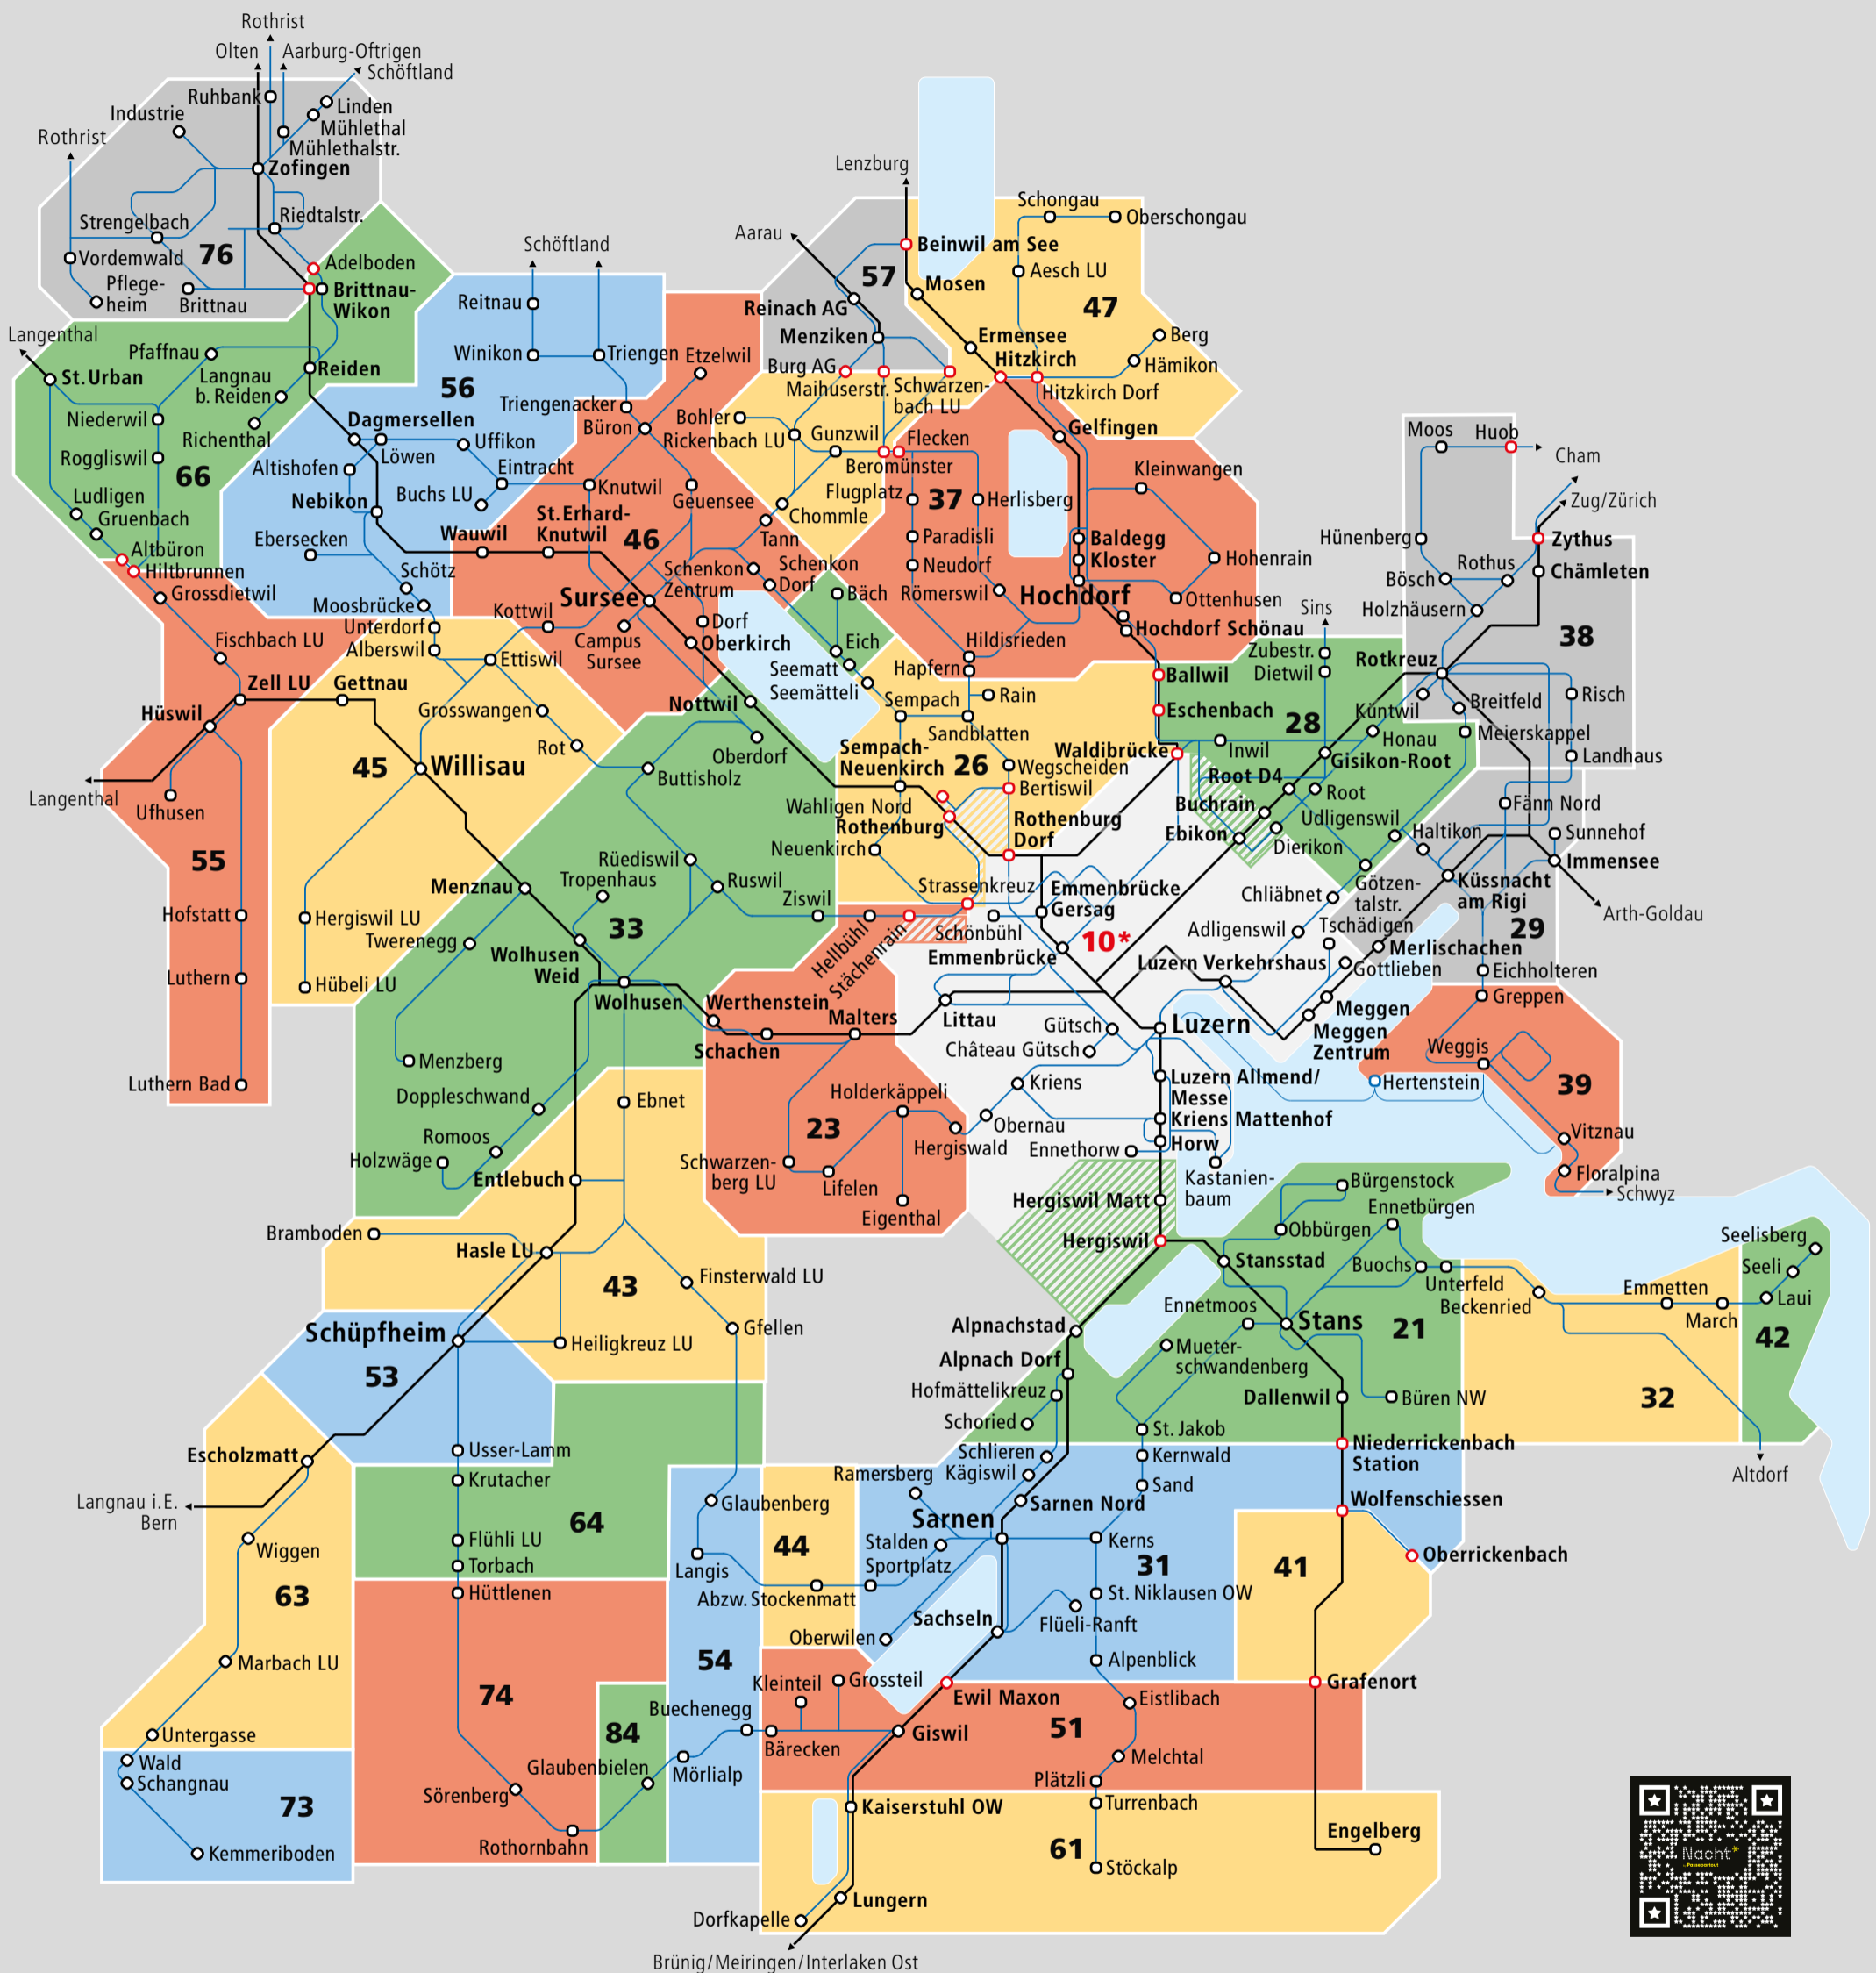 Rothrist
Olten
Aarburg-Oftrigen
Schöftland
Ruhbank
Linden
Industrie
Mühlethal
Rothrist
Mühlethalstr.
Zofingen
Lenzburg
Strengelbach
Riedtalstr.
Schongau
Oberschongau
76
Aarau
Schöftland
Beinwil am See
Vordemwald
Adelboden
Aesch LU
57
Pflege-
heim
Brittnau
Brittnau-
Wikon
Reitnau
Mosen
47
Reinach AG
Langenthal
Menziken
Ermensee
Berg
Pfaffnau
Winikon
Triengen
Etzelwil
Hitzkirch
Hämikon
St. Urban
Reiden
Burg AG
Langnau
b. Reiden
56
Maihuserstr.
Schwarzen-
bach LU
Hitzkirch Dorf
Niederwil
Triengenacker
Bohler
Richenthal
Dagmersellen
Büron
Rickenbach LU
Gunzwil
Flecken
Gelfingen
Moos
Huob
Roggliswil
Uffikon
Löwen
Altishofen
Beromünster
Cham
66
Eintracht
Kleinwangen
Ludligen
Buchs LU
Knutwil
Geuensee
Flugplatz
37
Herlisberg
Zug/Zürich
Nebikon
Gruenbach
St. Erhard-
Knutwil
Chommle
Ebersecken
Wauwil
46
Tann
Paradisli
Baldegg
Kloster
Hünenberg
Zythus
Altbüron
Hiltbrunnen
Schenkon
Zentrum
Schenkon
Dorf
Neudorf
Hohenrain
Rothus
Bösch
Chämleten
Grossdietwil
Schötz
Moosbrücke
Sursee
Bäch
Römerswil
Hochdorf
Ottenhusen
Holzhäusern
Sins
Kottwil
Unterdorf
Alberswil
Campus
Sursee
Dorf
Oberkirch
Eich
Hildisrieden
Hochdorf Schönau
38
Fischbach LU
Ettiswil
Seematt
Seemätteli
Hapfern
Zubestr.
Dietwil
Rotkreuz
Zell LU
Gettnau
Ballwil
Hüswil
Grosswangen
Nottwil
Sempach
Rain
Eschenbach
28
Küntwil
Breitfeld
Risch
Rot
Oberdorf
Sandblatten
Honau
Meierskappel
45
Willisau
Buttisholz
Sempach-
Neuenkirch
26
Wegscheiden
Waldibrücke
Inwil
Gisikon-Root
Landhaus
Langenthal
Ufhusen
Bertiswil
Root D4
Wahligen Nord
Buchrain
Root
Fänn Nord
Rothenburg
Rothenburg
Dorf
Ebikon
Udligenswil
Haltikon
Sunnehof
55
Rüediswil
Neuenkirch
Dierikon
Immensee
Tropenhaus
Menznau
Ruswil
Strassenkreuz
Emmenbrücke
Gersag
Götzen-
talstr.
Küssnacht
am Rigi
Chliäbnet
Ziswil
Hofstatt
Hergiswil LU
33
Hellbühl
Stächenrain
Schönbühl
Tschädigen
Arth-Goldau
Adligenswil
29
Twerenegg
10*
Wolhusen
Weid
Emmenbrücke
Luzern Verkehrshaus
Merlischachen
Gottlieben
Luthern
Hübeli LU
Eichholteren
Wolhusen
Werthenstein
Malters
Littau
Meggen
Greppen
Gütsch
Luzern
Meggen
Zentrum
Weggis
Schachen
Château Gütsch
Menzberg
Luthern Bad
Doppleschwand
Ebnet
Holderkäppeli
Kriens
Luzern Allmend/
Messe
Hertenstein
39
Romoos
23
Hergiswald
Obernau
Kriens Mattenhof
Vitznau
Holzwäge
Schwarzen-
berg LU
Ennethorw
Horw
Entlebuch
Lifelen
Kastanien-
baum
Floralpina
Eigenthal
Hergiswil Matt
Bürgenstock
Schwyz
Ennetbürgen
Bramboden
Hasle LU
Hergiswil
Obbürgen
Seelisberg
Stansstad
Buochs
Seeli
43
Finsterwald LU
Unterfeld
Beckenried
Emmetten
Laui
Ennetmoos
March
Schüpfheim
Gfellen
Alpnachstad
Stans
21
42
Heiligkreuz LU
Mueter-
schwandenberg
53
Alpnach Dorf
Hofmättelikreuz
Dallenwil
Büren NW
32
Schoried
St. Jakob
Escholzmatt
Usser-Lamm
Schlieren
Kernwald
Niederrickenbach
Station
Krutacher
Ramersberg
Kägiswil
Sand
Altdorf
Langnau i.E.
Bern
Glaubenberg
Sarnen Nord
Wolfenschiessen
64
Sarnen
Wiggen
Flühli LU
44
Stalden
Kerns
Oberrickenbach
Torbach
Langis
Sportplatz
31
41
63
Hüttlenen
Abzw. Stockenmatt
St. Niklausen OW
Sachseln
Flüeli-Ranft
Oberwilen
Marbach LU
54
Alpenblick
74
Kleinteil
Grossteil
Grafenort
Buechenegg
Ewil Maxon
Eistlibach
Untergasse
84
51
Giswil
Wald
Bärecken
Schangnau
Glaubenbielen
Mörlialp
Melchtal
73
Sörenberg
Plätzli
Kaiserstuhl OW
Turrenbach
Engelberg
Rothornbahn
61
Kemmeriboden
Stöckalp
Nacht*
by Passepartout
Lungern
Dorfkapelle
Brünig/Meiringen/Interlaken Ost